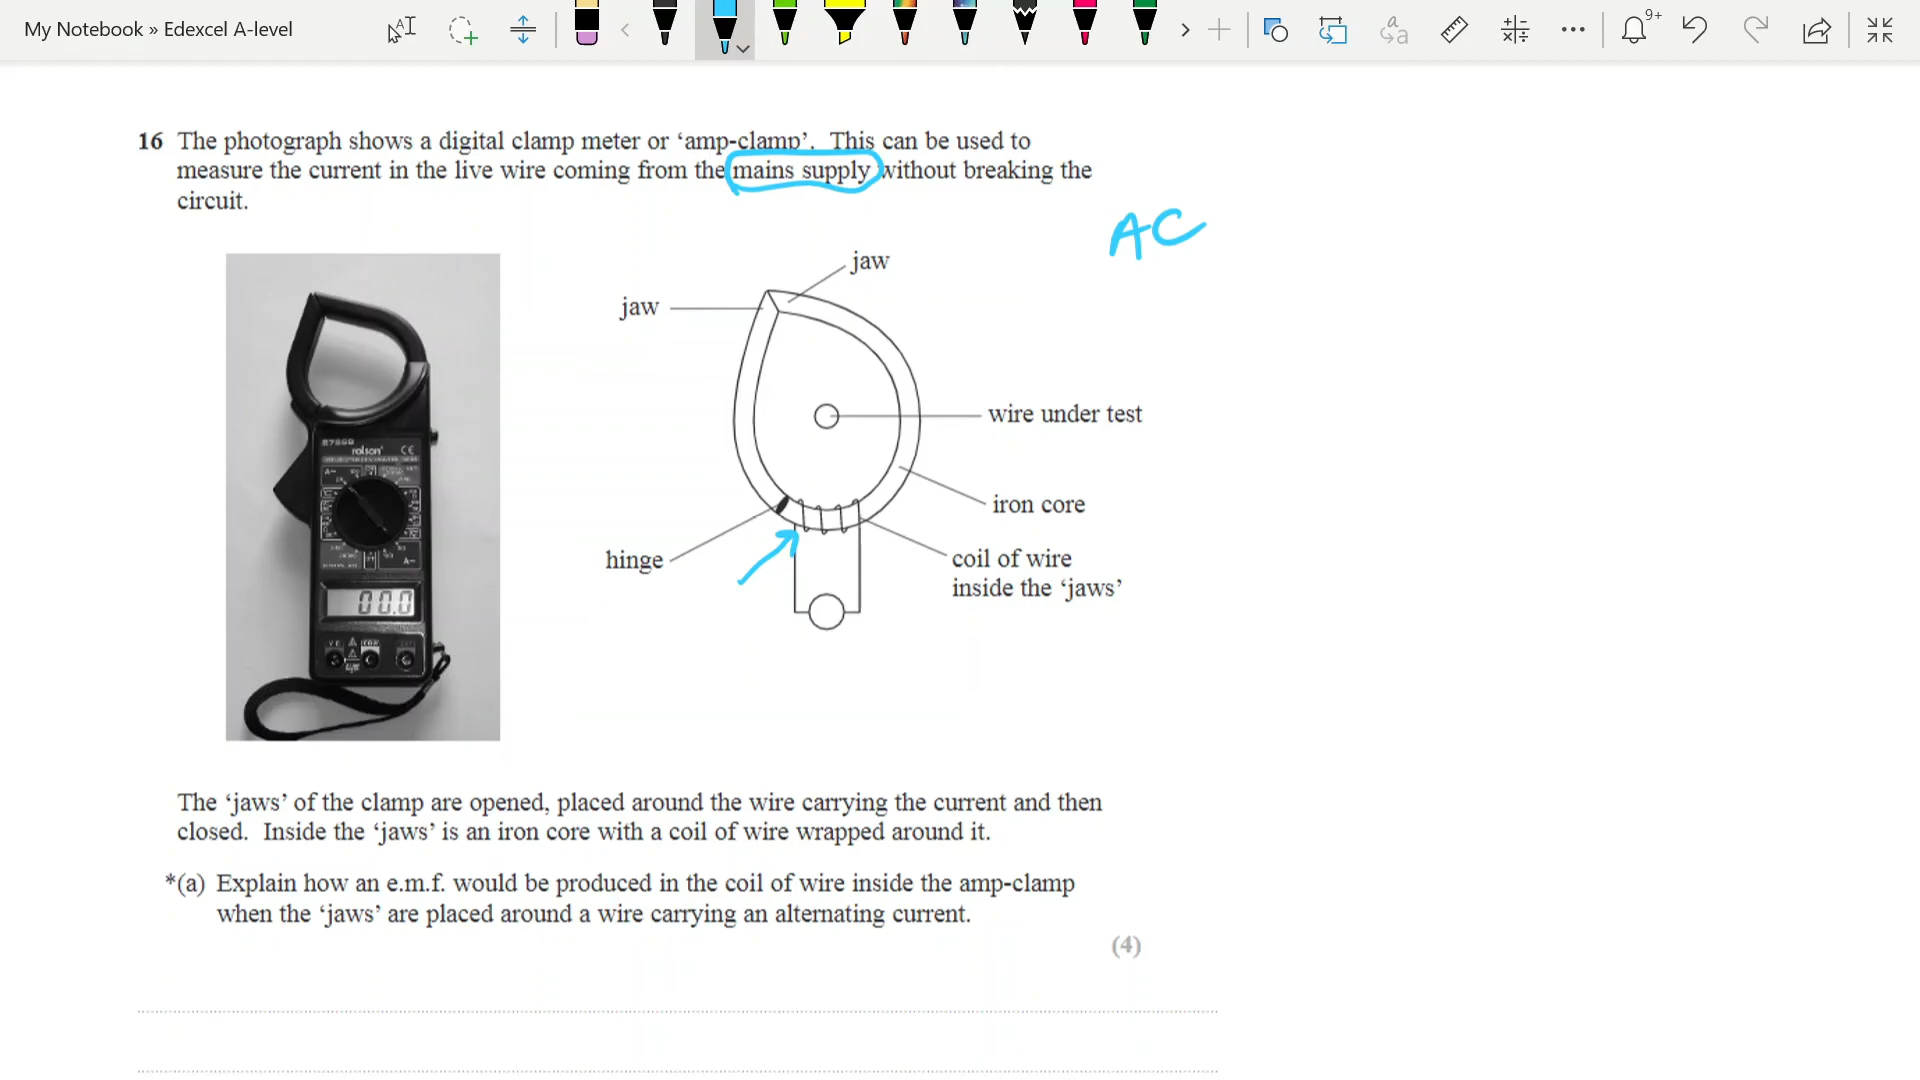 My Notebook » Edexcel A-level
9+
16 The photograph shows a digital clamp meter or ‘amp-clamp’. This can be used to
measure the current in the live wire coming from the mains supply without breaking the
circuit.
AC
jaw
jaw
wire under test
iron core
hinge
coil of wire
inside the ‘jaws’
rolson
CE
00.0
The ‘jaws’ of the clamp are opened, placed around the wire carrying the current and then
closed. Inside the ‘jaws’ is an iron core with a coil of wire wrapped around it.
*(a) Explain how an e.m.f. would be produced in the coil of wire inside the amp-clamp
when the ‘jaws’ are placed around a wire carrying an alternating current.
(4)